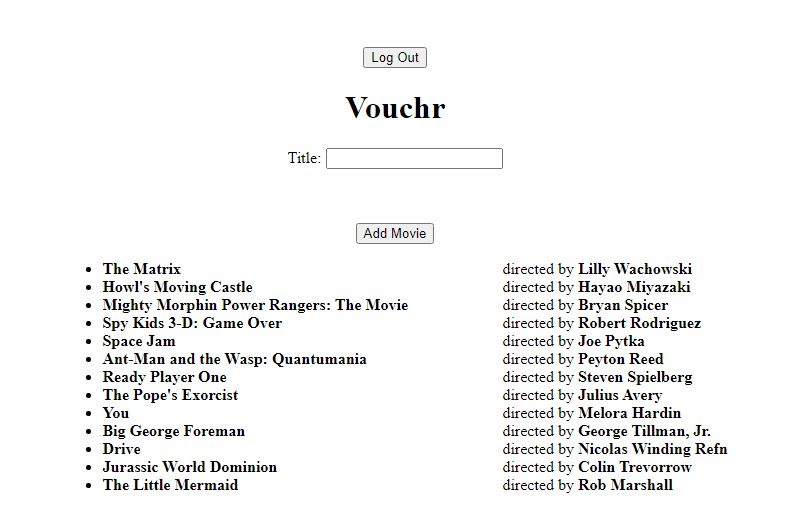 Log Out
Vouchr
Title:
Add Movie
The Matrix directed by Lilly Wachowski
Howl's Moving Castle directed by Hayao Miyazaki
Mighty Morphin Power Rangers: The Movie directed by Bryan Spicer
Spy Kids 3-D: Game Over directed by Robert Rodriguez
Space Jam directed by Joe Pytka
Ant-Man and the Wasp: Quantumania directed by Peyton Reed
Ready Player One directed by Steven Spielberg
The Pope's Exorcist directed by Julius Avery
You directed by Melora Hardin
Big George Foreman directed by George Tillman, Jr.
Drive directed by Nicolas Winding Refn
Jurassic World Dominion directed by Colin Trevorrow
The Little Mermaid directed by Rob Marshall